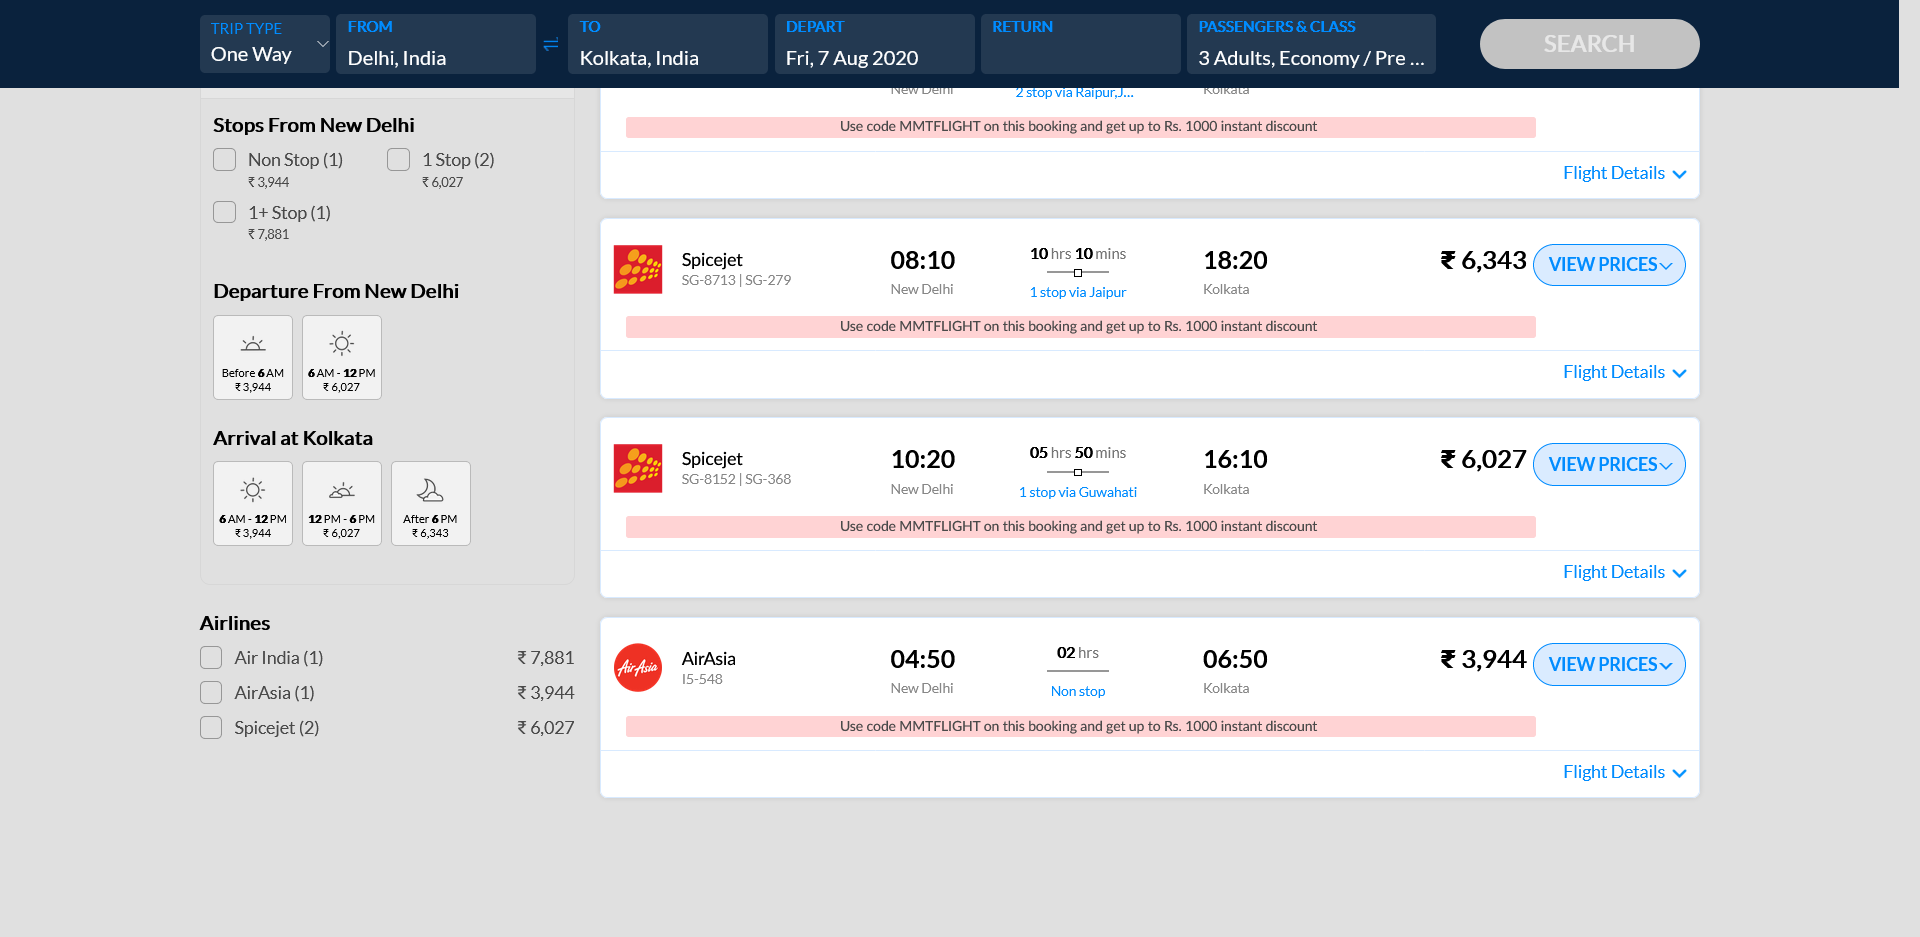 TRIP TYPE
One Way
FROM
Delhi, India
TO
Kolkata, India
DEPART
Fri, 7 Aug 2020
RETURN
PASSENGERS & CLASS
3 Adults, Economy / Pre ...
SEARCH
Stops From New Delhi
Non Stop (1)
₹ 3,944
1 Stop (2)
₹ 6,027
1+ Stop (1)
₹ 7,881
Departure From New Delhi
Before 6 AM
₹ 3,944
6 AM - 12 PM
₹ 6,027
Arrival at Kolkata
6 AM - 12 PM
₹ 3,944
12 PM - 6 PM
₹ 6,027
After 6 PM
₹ 6,343
Airlines
Air India (1)
₹ 7,881
AirAsia (1)
₹ 3,944
Spicejet (2)
₹ 6,027
New Delhi
2 stop via Raipur,J...
Kolkata
Use code MMTFLIGHT on this booking and get up to Rs. 1000 instant discount
Flight Details
Spicejet
SG-8713 | SG-279
08:10
New Delhi
10 hrs 10 mins
1 stop via Jaipur
18:20
Kolkata
₹ 6,343
VIEW PRICES
Use code MMTFLIGHT on this booking and get up to Rs. 1000 instant discount
Flight Details
Spicejet
SG-8152 | SG-368
10:20
New Delhi
05 hrs 50 mins
1 stop via Guwahati
16:10
Kolkata
₹ 6,027
VIEW PRICES
Use code MMTFLIGHT on this booking and get up to Rs. 1000 instant discount
Flight Details
AirAsia
AirAsia
I5-548
04:50
New Delhi
02 hrs
Non stop
06:50
Kolkata
₹ 3,944
VIEW PRICES
Use code MMTFLIGHT on this booking and get up to Rs. 1000 instant discount
Flight Details